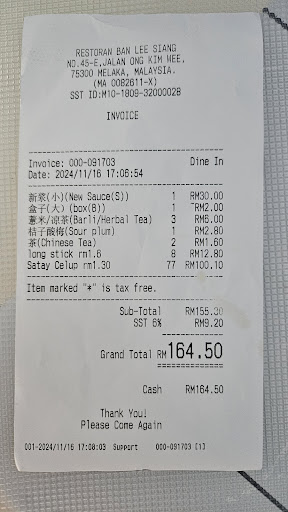 RESTORAN BAN LEE SIANG
NO.45-E,JALAN ONG KIM WEE,
75300 MELAKA, MALAYSIA.
(MA 0082611-X)
SST ID:M10-1809-32000028
INVOICE
Invoice: 000-091703 Dine In
Date: 2024/11/16 17:06:54
新浆(小)(New Sauce(S)) 1 RM30.00
盒子(大) (box(B)) 1 RM2.00
薏米/凉茶(Barli/Herbal Tea) 3 RM6.00
桔子酸梅(Sour plum) 1 RM2.80
茶(Chinese Tea) 2 RM1.60
long stick rm1.6 8 RM12.80
Satay Celup rm1.30 77 RM100.10
Item marked "*" is tax free.
Sub-Total RM155.30
SST 6% RM9.20
Grand Total RM164.50
Cash RM164.50
Thank You!
Please Come Again
001-2024/11/16 17:08:03 Support 000-091703 [1]